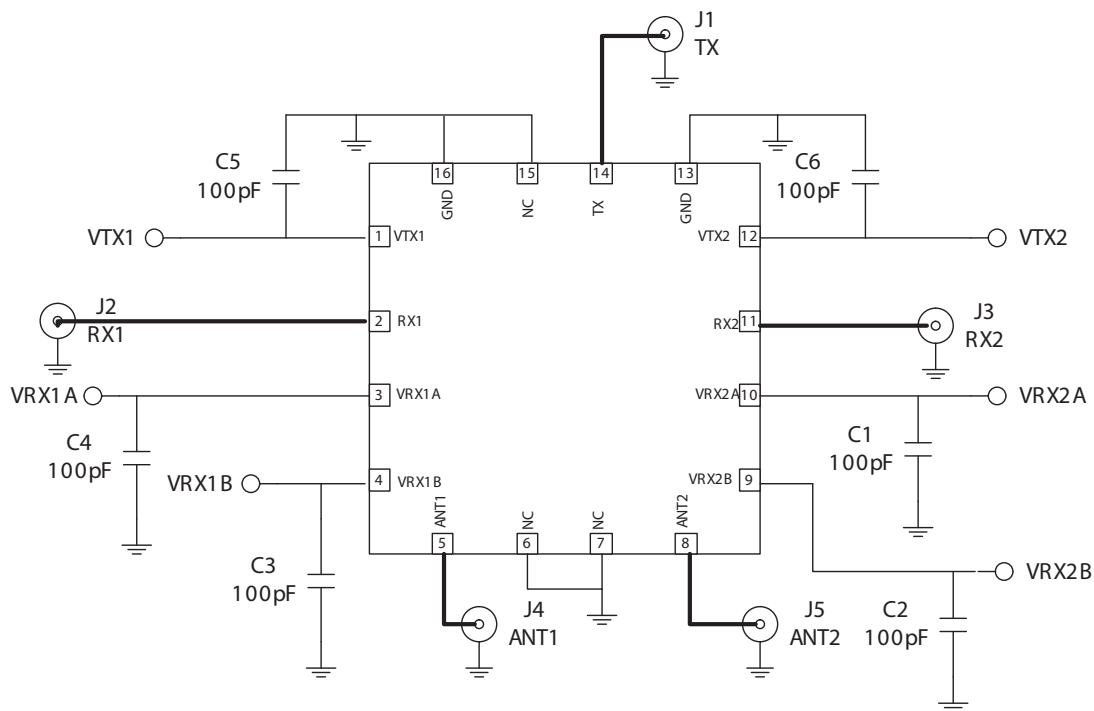 J1
TX
C5
100pF
C6
100pF
16
15
14
13
GND
NC
TX
GND
VTX1
1
VTX1
VTX2
12
VTX2
J2
RX1
2
RX1
RX2
11
J3
RX2
VRX1A
3
VRX1A
VRX2A
10
VRX2A
C4
100pF
C1
100pF
VRX1B
4
VRX1B
VRX2B
9
ANT1
NC
NC
ANT2
5
6
7
8
C3
100pF
VRX2B
J4
ANT1
J5
ANT2
C2
100pF